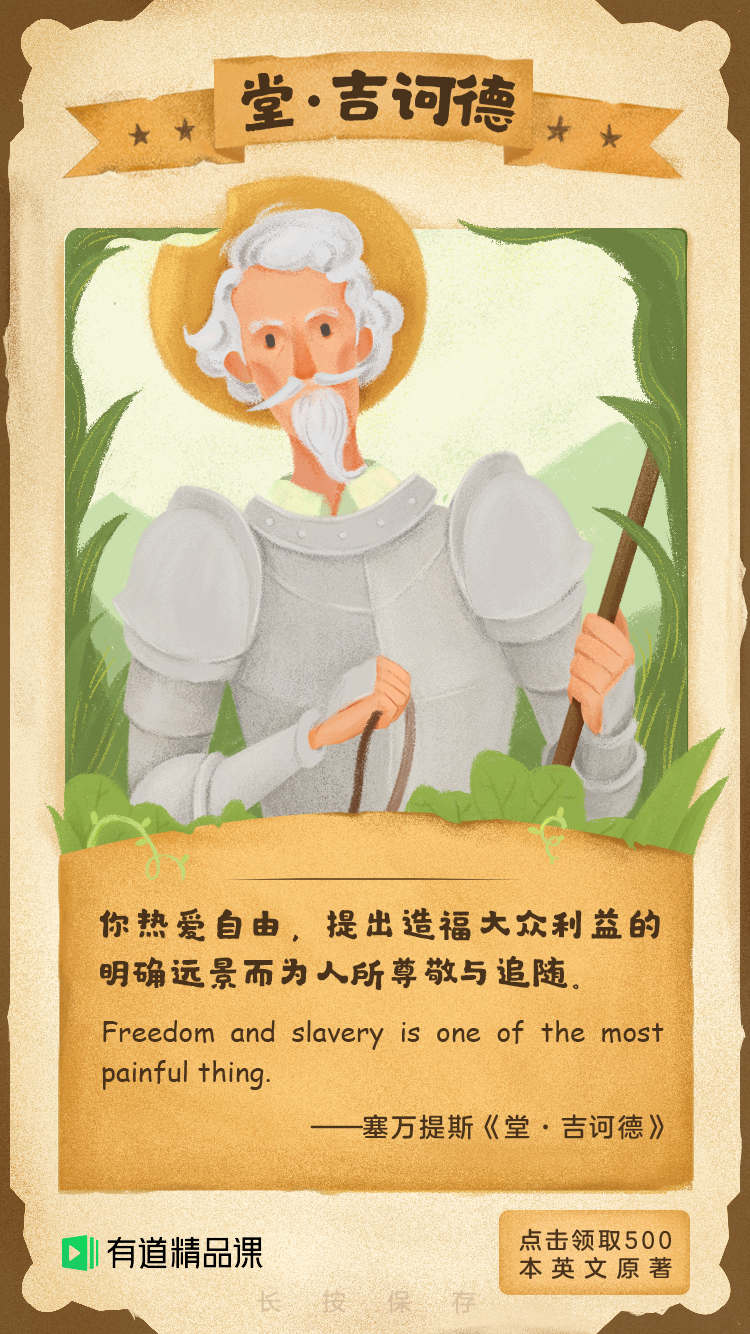 堂·吉诃德
你热爱自由，提出造福大众利益的
明确远景而为人所尊敬与追随。
Freedom and slavery is one of the most
painful thing.
——塞万提斯《堂·吉诃德》
有道精品课
点击领取500
本英文原著
长按保存